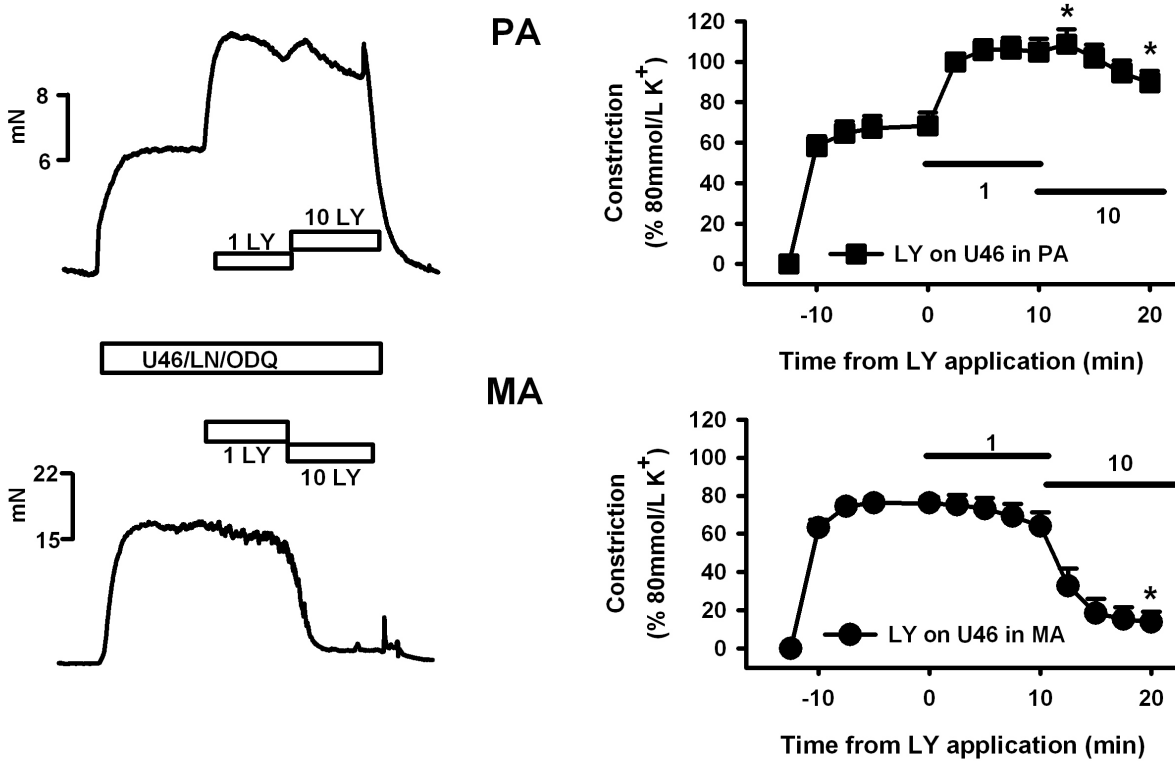 PA
8
mN
6
10 LY
1 LY
U46/LN/ODQ
MA
1 LY
10 LY
22
mN
15
120
100
80
60
40
20
0
Constriction
(% 80mmol/L K+)
*
*
1
10
LY on U46 in PA
-10 0 10 20
Time from LY application (min)
120
100
80
60
40
20
0
Constriction
(% 80mmol/L K+)
1
10
*
LY on U46 in MA
-10 0 10 20
Time from LY application (min)